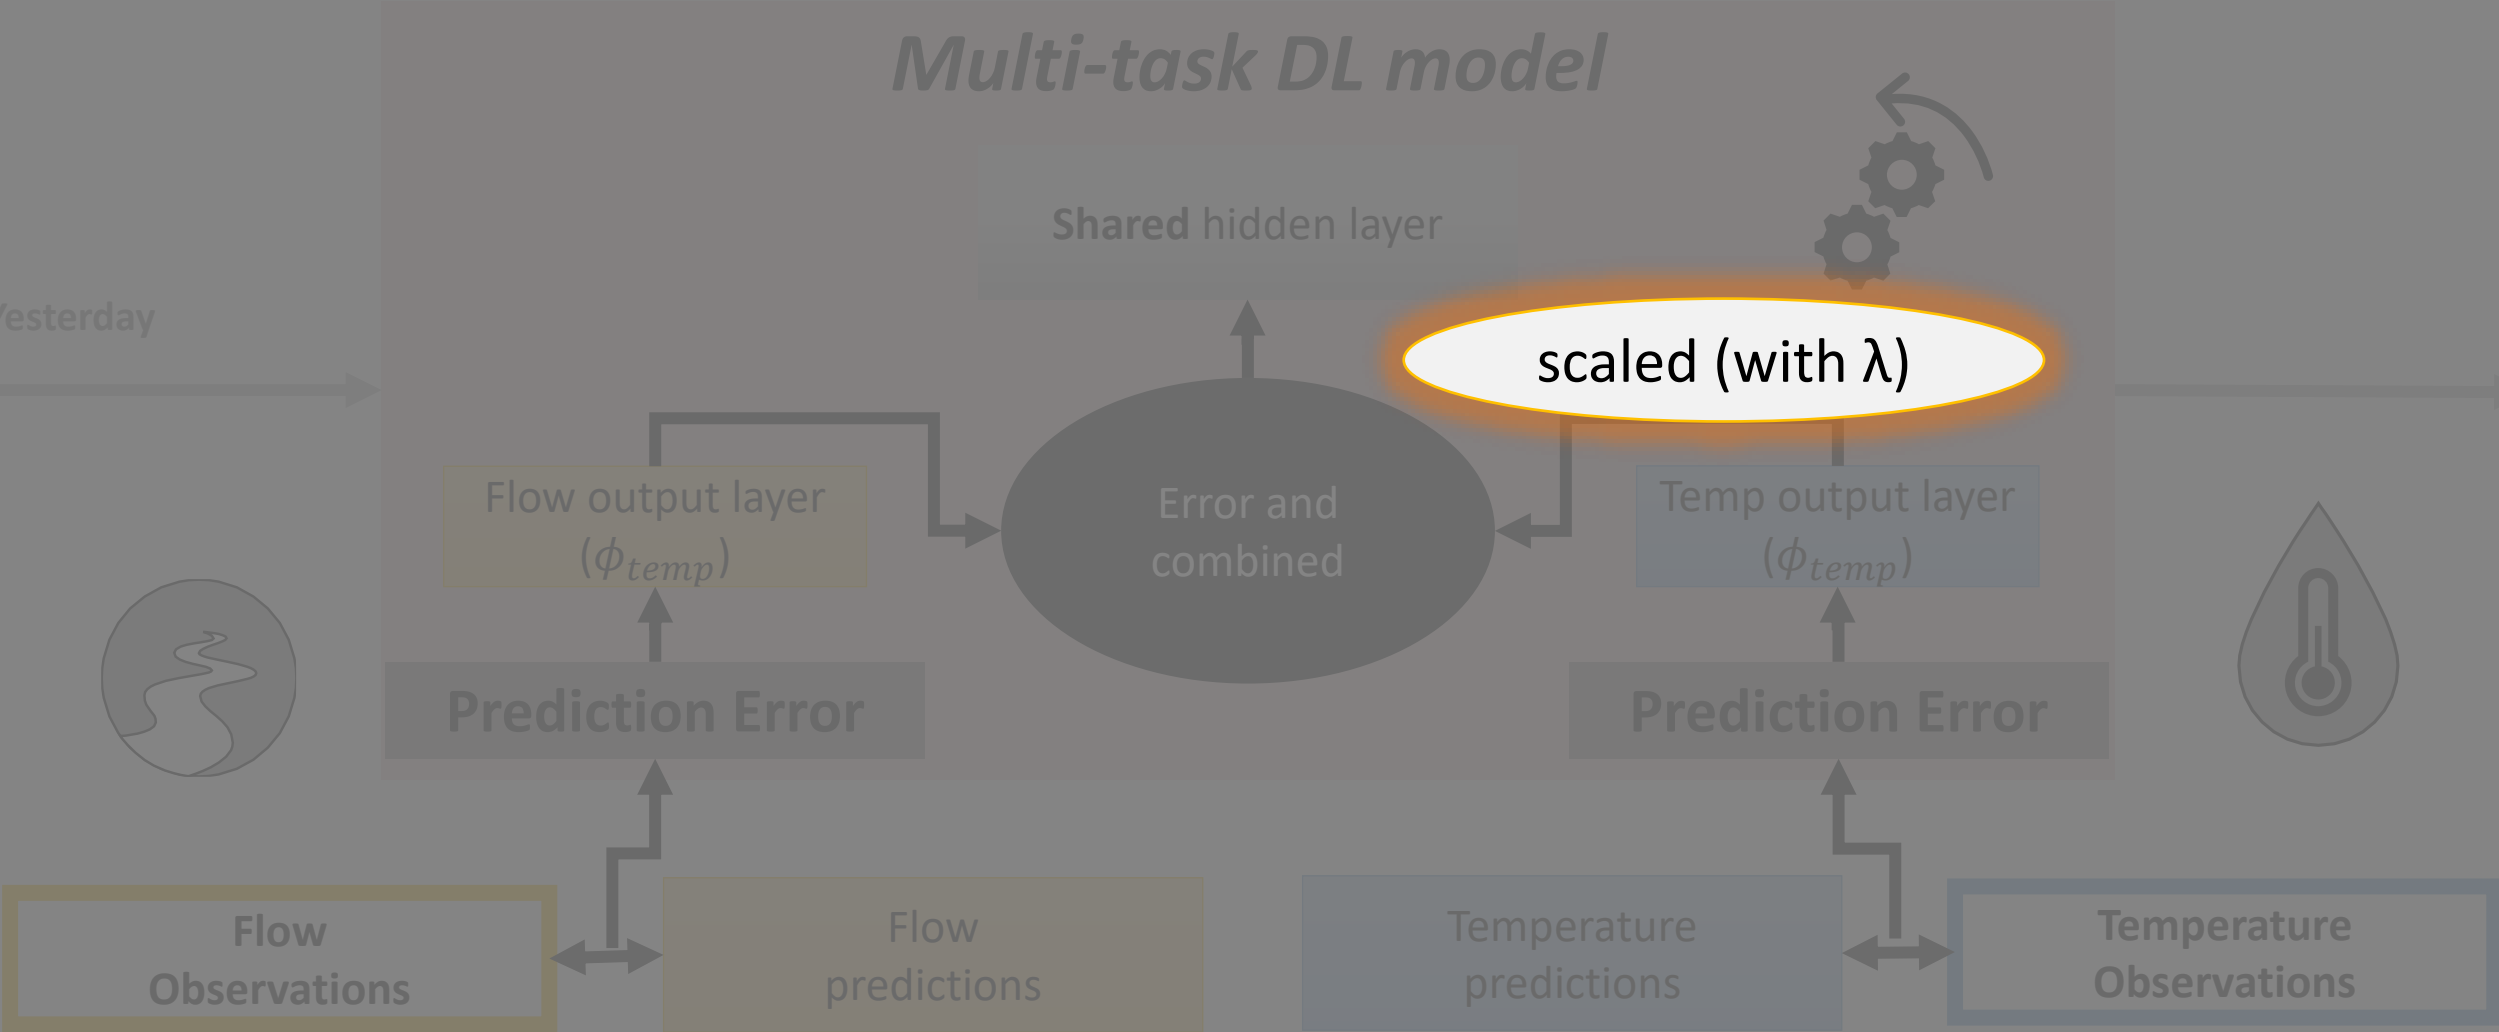 Multi-task DL model
Shared hidden layer
esterday
scaled (with λ)
Flow output layer
(ϕtemp)
Error and
combined
Temp output layer
(ϕtemp)
Prediction Error
Prediction Error
Flow
Observations
Flow
predictions
Temperature
predictions
Temperature
Observations